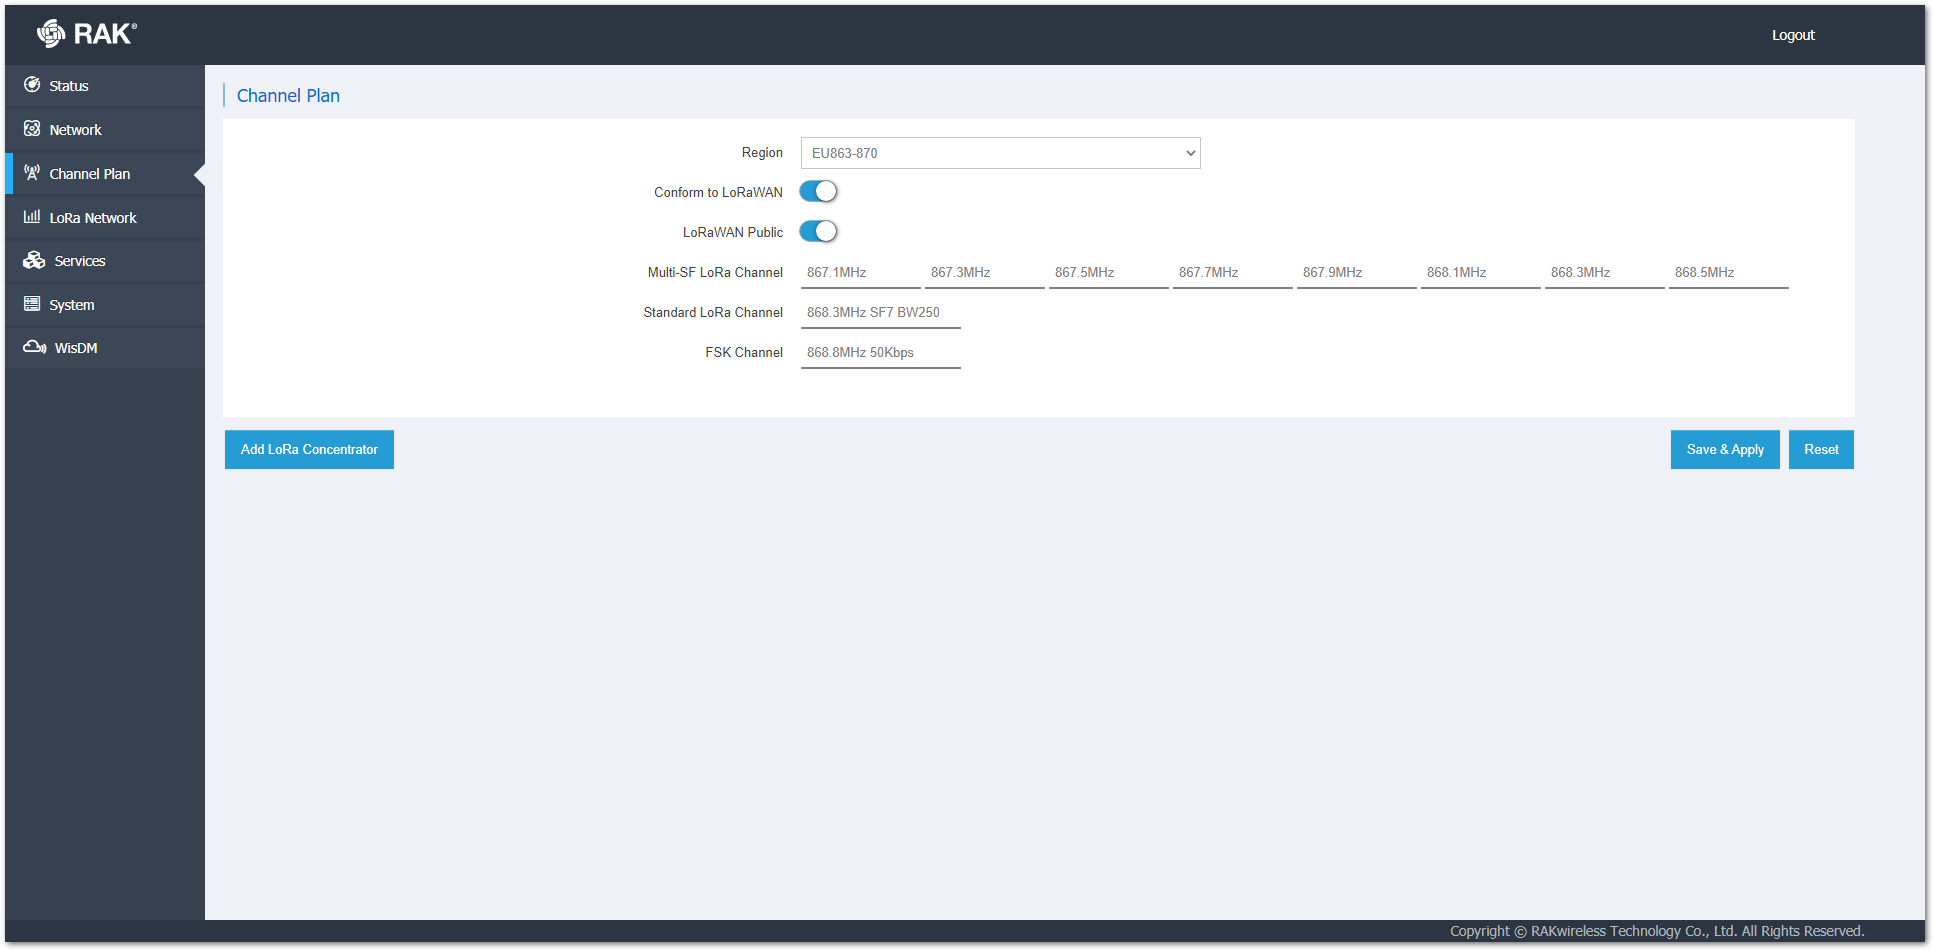 RAK®
Logout
Status
Network
Channel Plan
LoRa Network
Services
System
WisDM
Channel Plan
Region EU863-870
Conform to LoRaWAN
LoRaWAN Public
Multi-SF LoRa Channel 867.1MHz 867.3MHz 867.5MHz 867.7MHz 867.9MHz 868.1MHz 868.3MHz 868.5MHz
Standard LoRa Channel 868.3MHz SF7 BW250
FSK Channel 868.8MHz 50Kbps
Add LoRa Concentrator Save & Apply Reset
Copyright © RAKwireless Technology Co., Ltd. All Rights Reserved.